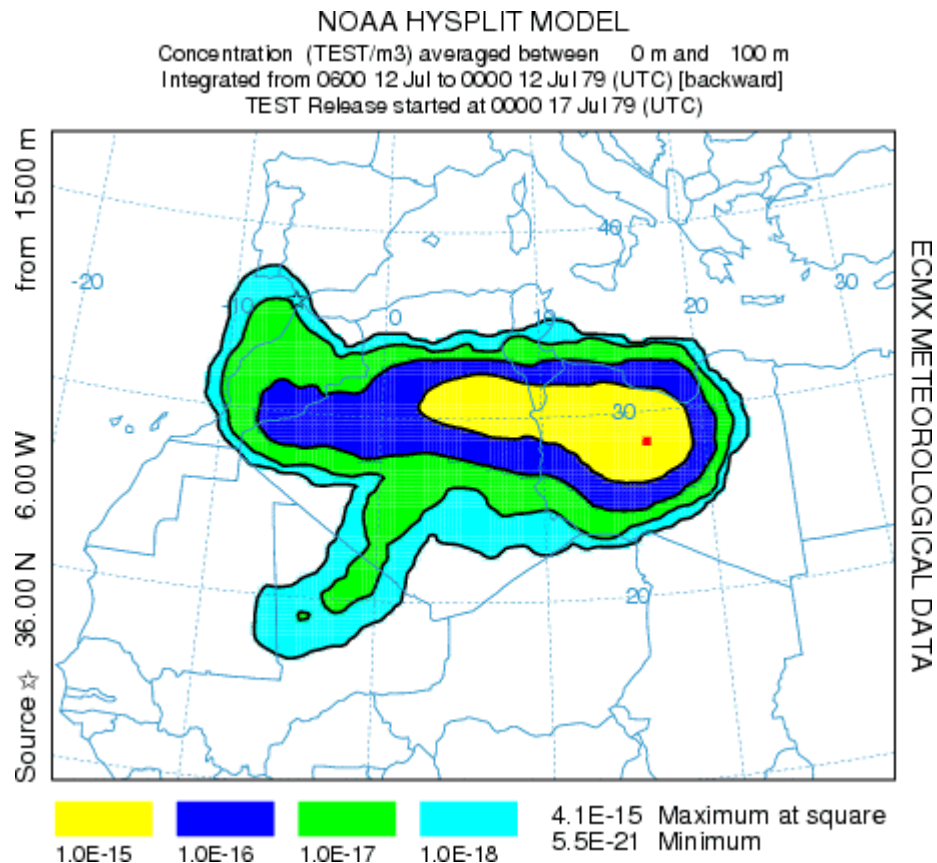 NOAA HYSPLIT MODEL
Concentration (TEST/m3) averaged between 0 m and 100 m
Integrated from 0600 12 Jul to 0000 12 Jul 79 (UTC) [backward]
TEST Release started at 0000 17 Jul 79 (UTC)
Source ☆ 36.00 N 6.00 W from 1500 m
-20
-10
0
10
20
30
40
30
20
ECMX METEOROLOGICAL DATA
1.0E-15 1.0E-16 1.0E-17 1.0E-18
4.1E-15 Maximum at square
5.5E-21 Minimum